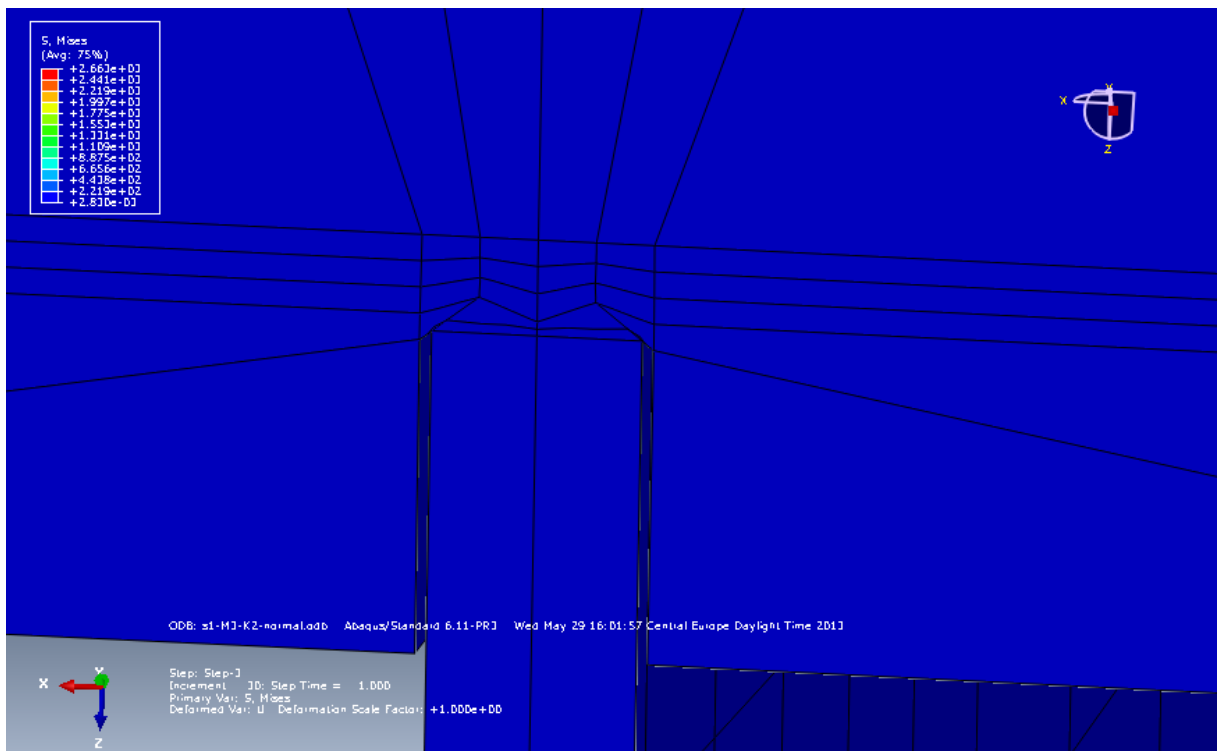 S, Mises
(Avg: 75%)
+2.663e+03
+2.441e+03
+2.219e+03
+1.997e+03
+1.775e+03
+1.553e+03
+1.331e+03
+1.109e+03
+8.875e+02
+6.656e+02
+4.438e+02
+2.219e+02
+2.830e-03
X
Y
Z
ODB: s1-M3-K2-normal.odb Abaqus/Standard 6.11-PR3 Wed May 29 16:01:57 Central Europe Daylight Time 2013
Step: Step-3
Increment 30: Step Time = 1.000
Primary Var: S, Mises
Deformed Var: U Deformation Scale Factor: +1.000e+00
X
Y
Z